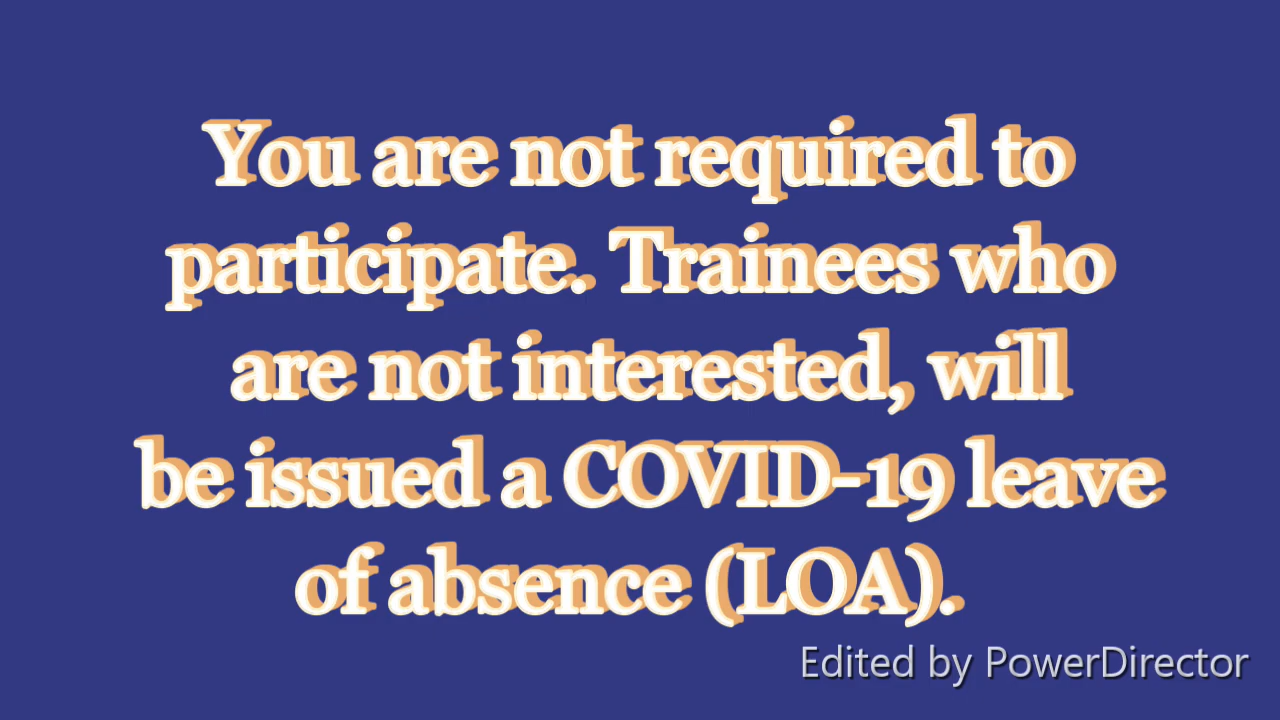 You are not required to
participate. Trainees who
are not interested, will
be issued a COVID-19 leave
of absence (LOA).
Edited by PowerDirector